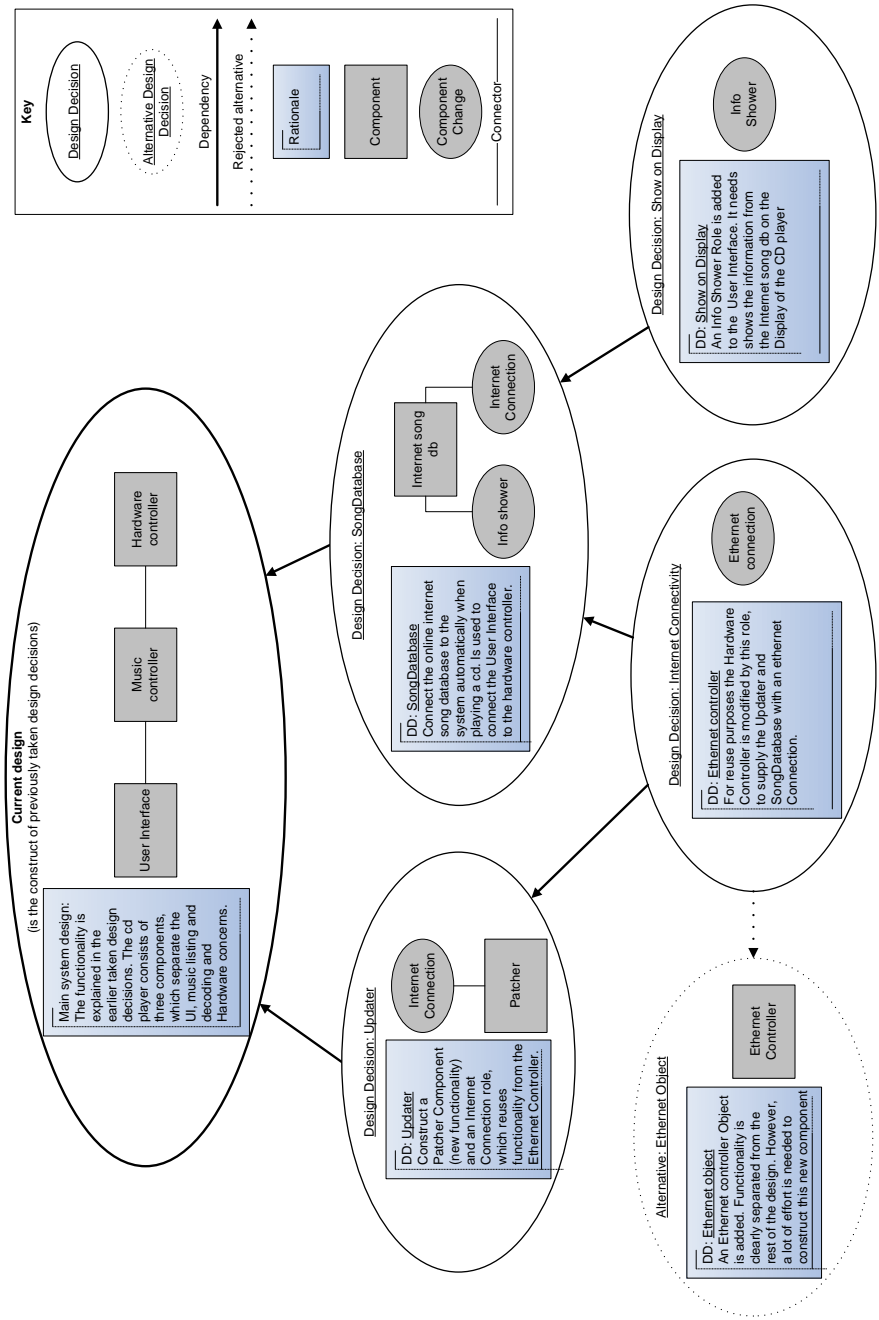 Current design
(is the construct of previously taken design decisions)
Main system design:
The functionality is
explained in the
earlier taken design
decisions. The cd
player consists of
three components,
which separate the
UI, music listing and
decoding and
Hardware concerns.
User Interface
Music
controller
Hardware
controller
Key
Design Decision
Alternative Design
Decision
Dependency
Rejected alternative
Rationale
Component
Component
Change
Connector
Design Decision: Updater
DD: Updater
Construct a
Patcher Component
(new functionality)
and an Internet
Connection role,
which reuses
functionality from the
Ethernet Controller.
Internet
Connection
Patcher
Design Decision: SongDatabase
DD: SongDatabase
Connect the online internet
song database to the
system automatically when
playing a cd. Is used to
connect the User Interface
to the hardware controller.
Internet song
db
Info shower
Internet
Connection
Alternative: Ethernet Object
DD: Ethernet object
An Ethernet controller Object
is added. Functionality is
clearly separated from the
rest of the design. However,
a lot of effort is needed to
construct this new component
Ethernet
Controller
Design Decision: Internet Connectivity
DD: Ethernet controller
For reuse purposes the Hardware
Controller is modified by this role,
to supply the Updater and
SongDatabase with an ethernet
Connection.
Ethernet
connection
Design Decision: Show on Display
DD: Show on Display
An Info Shower Role is added
to the User Interface. It needs
shows the information from
the Internet song db on the
Display of the CD player
Info
Shower